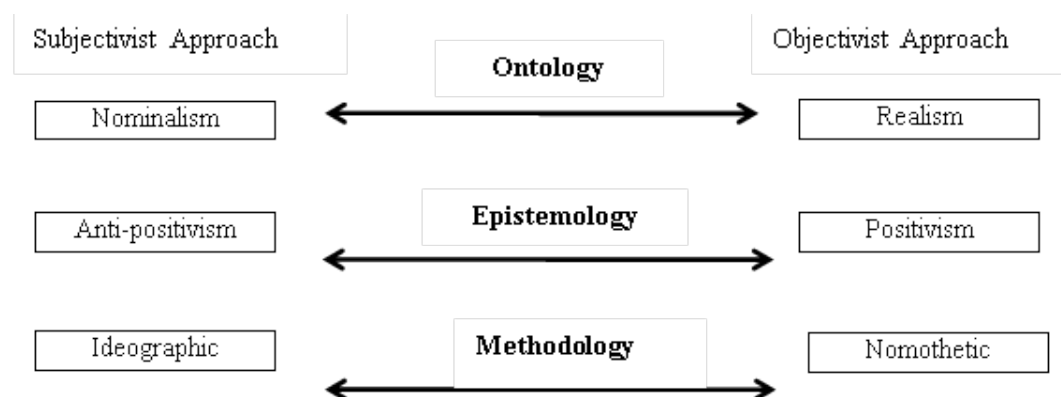 Subjectivist Approach
Objectivist Approach
Ontology
Nominalism
Realism
Epistemology
Anti-positivism
Positivism
Methodology
Ideographic
Nomothetic